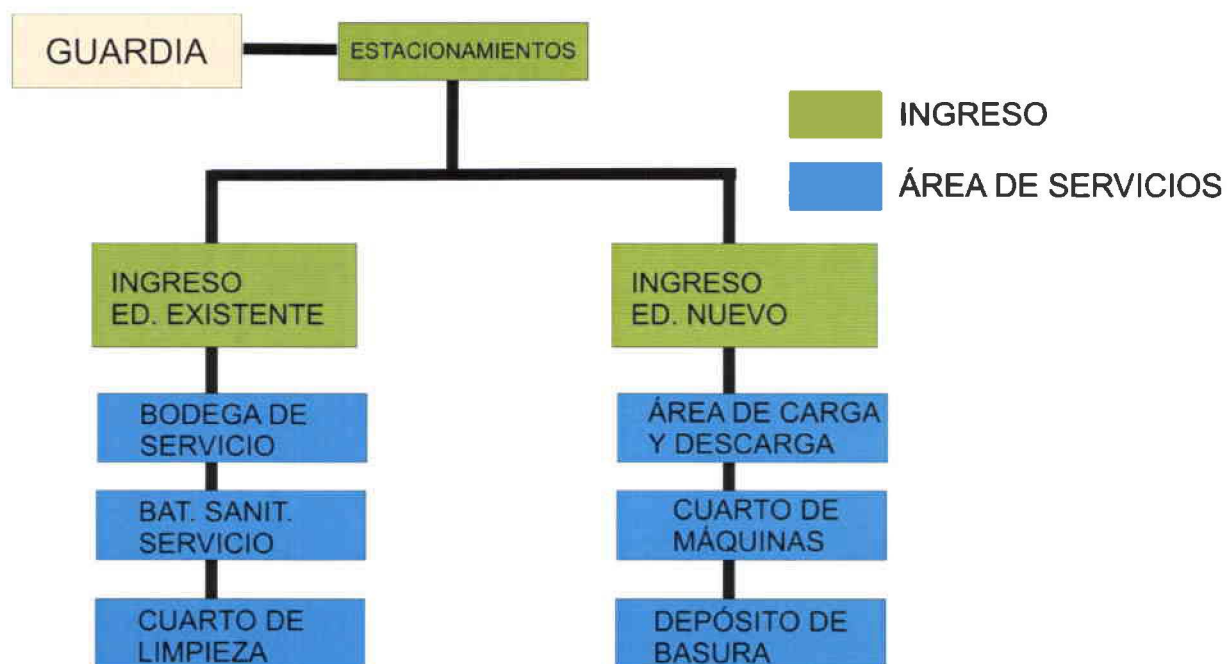 GUARDIA
ESTACIONAMIENTOS
INGRESO
ÁREA DE SERVICIOS
INGRESO
ED. EXISTENTE
INGRESO
ED. NUEVO
BODEGA DE
SERVICIO
ÁREA DE CARGA
Y DESCARGA
BAT. SANIT.
SERVICIO
CUARTO DE
MÁQUINAS
CUARTO DE
LIMPIEZA
DEPÓSITO DE
BASURA